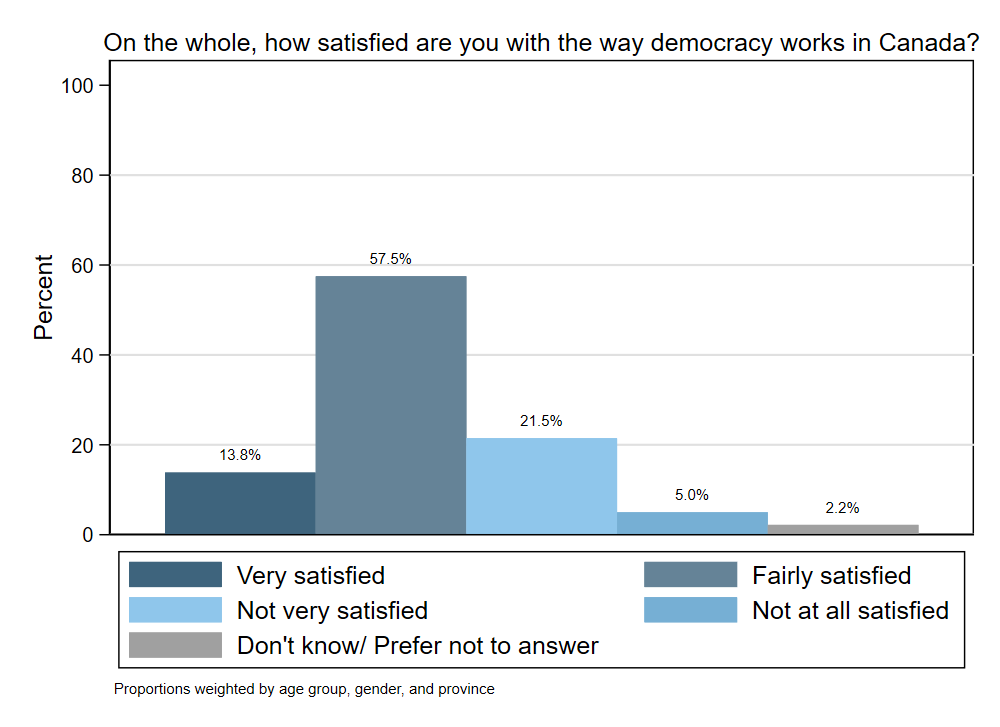 On the whole, how satisfied are you with the way democracy works in Canada?
100
80
60
40
20
0
Percent
13.8%
57.5%
21.5%
5.0%
2.2%
Very satisfied
Fairly satisfied
Not very satisfied
Not at all satisfied
Don't know/ Prefer not to answer
Proportions weighted by age group, gender, and province